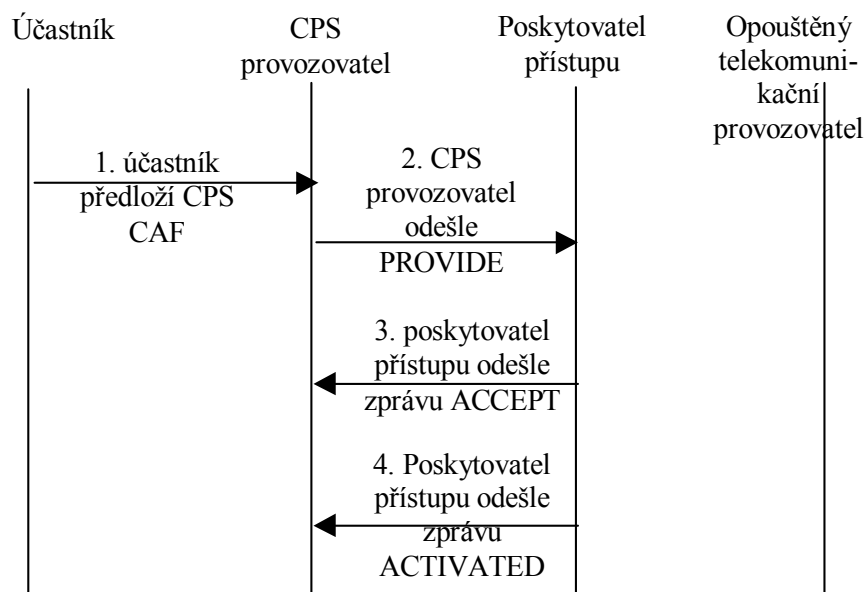 Účastník
CPS
provozovatel
Poskytovatel
přístupu
Opouštěný
telekomuni-
kační
provozovatel
1. účastník
předloží CPS
CAF
2. CPS
provozovatel
odešle
PROVIDE
3. poskytovatel
přístupu odešle
zprávu ACCEPT
4. Poskytovatel
přístupu odešle
zprávu
ACTIVATED